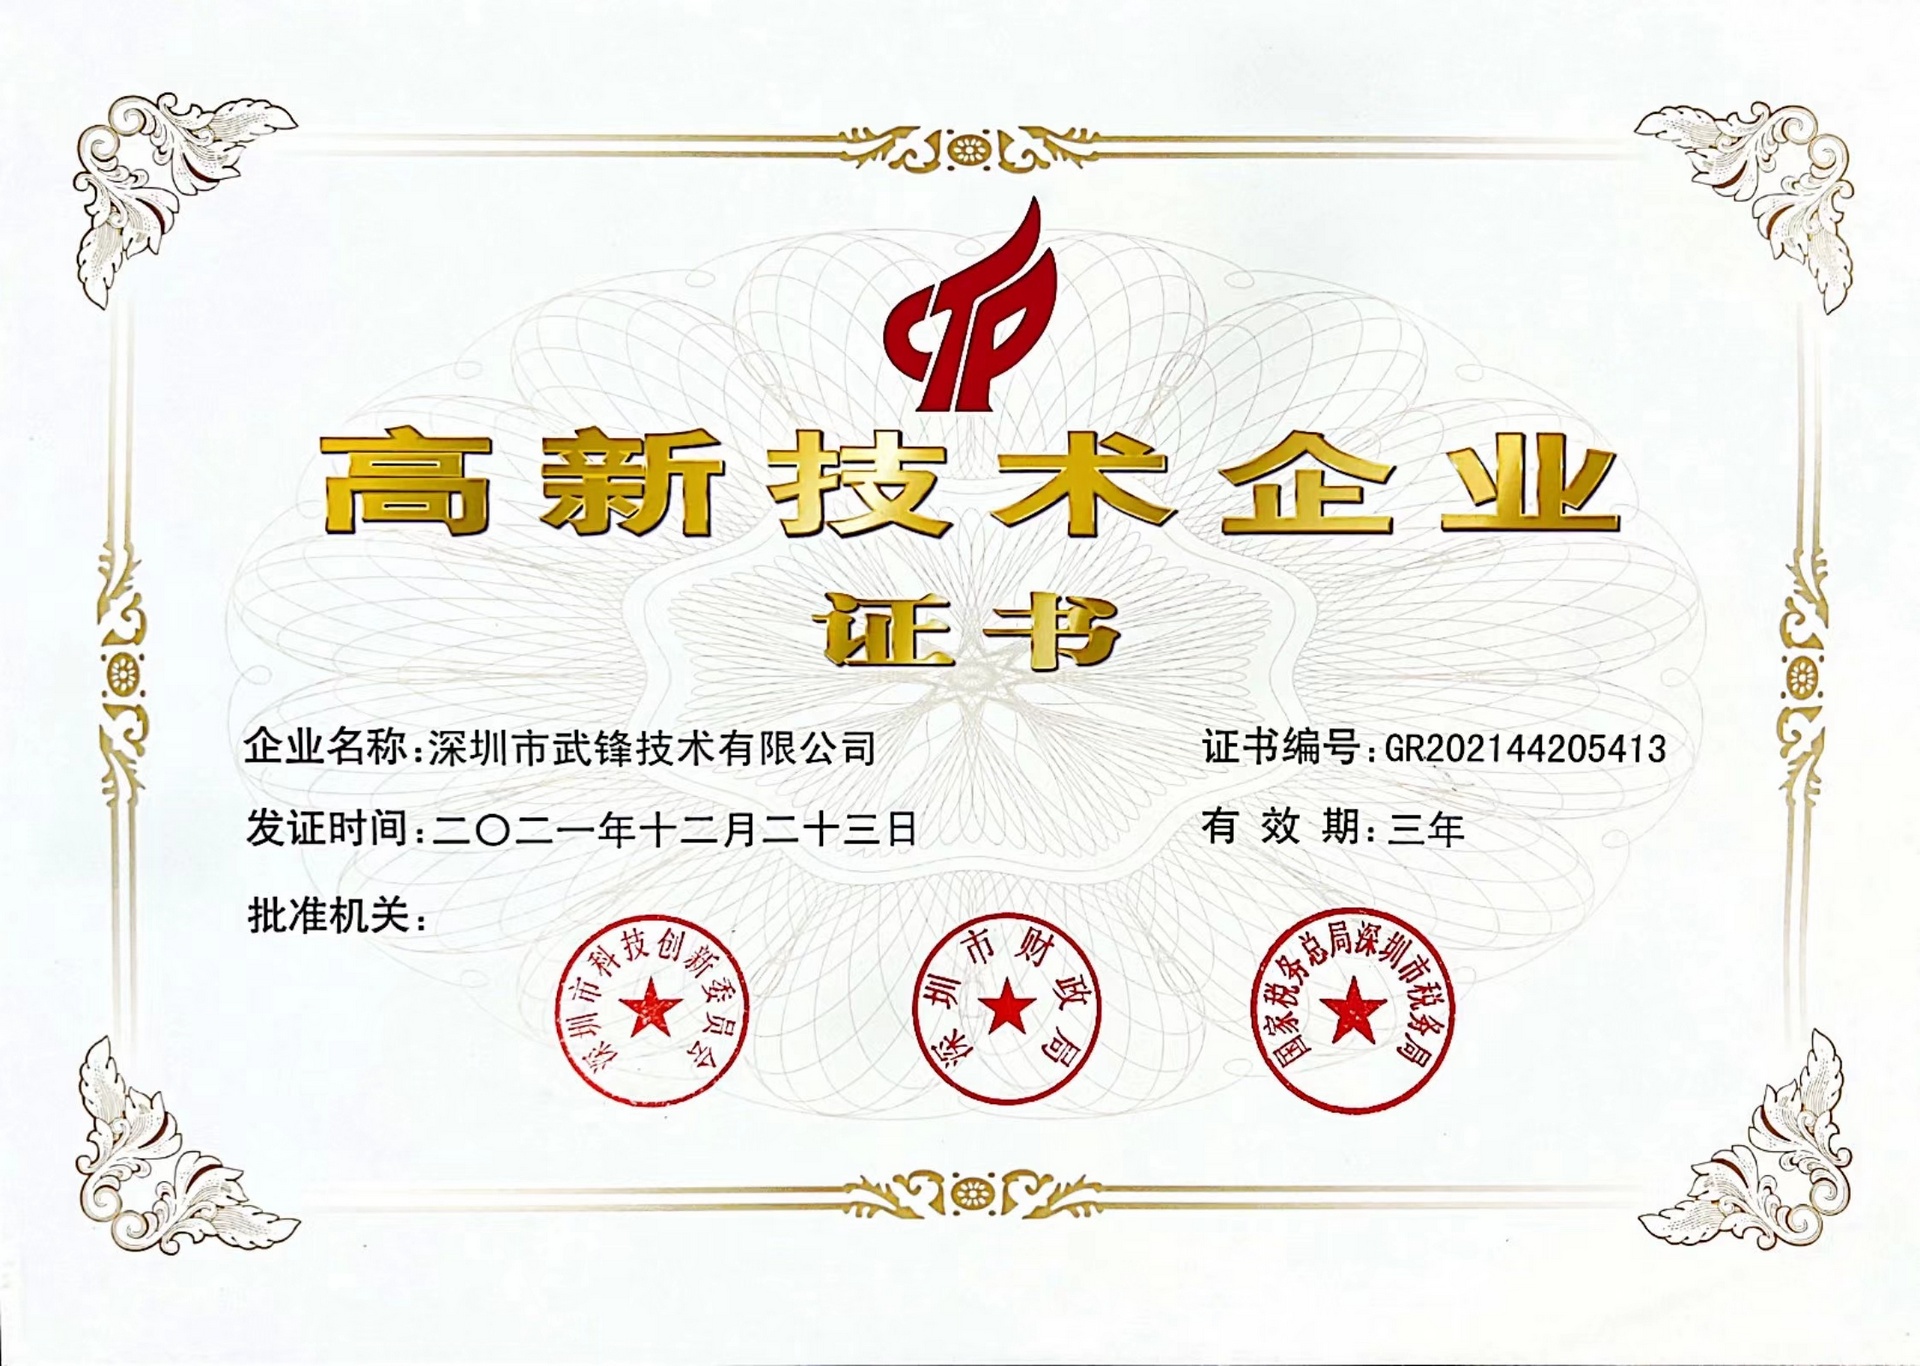 CTP
高新技术企业
证书
企业名称:深圳市武锋技术有限公司
证书编号:GR202144205413
发证时间:二〇二一年十二月二十三日
有效期:三年
批准机关:
深圳市科技创新委员会
深圳市财政局
国家税务总局深圳市税务局